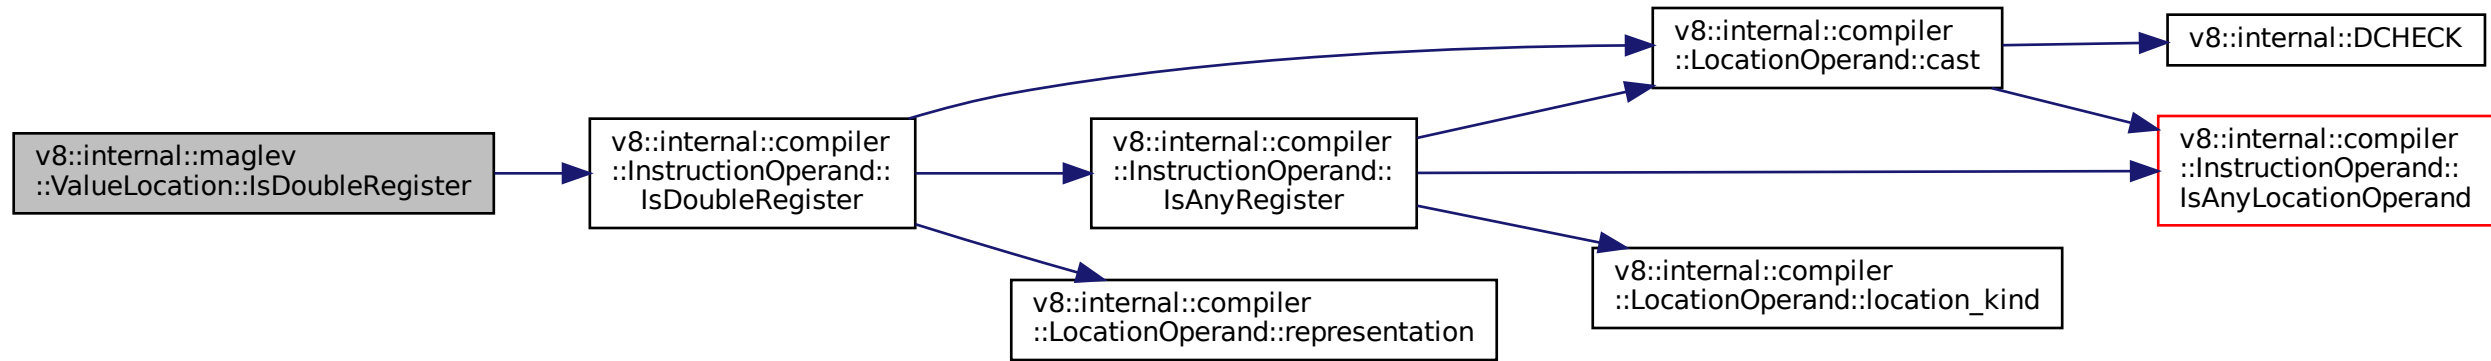 v8::internal::maglev
::ValueLocation::IsDoubleRegister
v8::internal::compiler
::InstructionOperand::
IsDoubleRegister
v8::internal::compiler
::InstructionOperand::
IsAnyRegister
v8::internal::compiler
::LocationOperand::representation
v8::internal::compiler
::LocationOperand::cast
v8::internal::compiler
::LocationOperand::location_kind
v8::internal::DCHECK
v8::internal::compiler
::InstructionOperand::
IsAnyLocationOperand